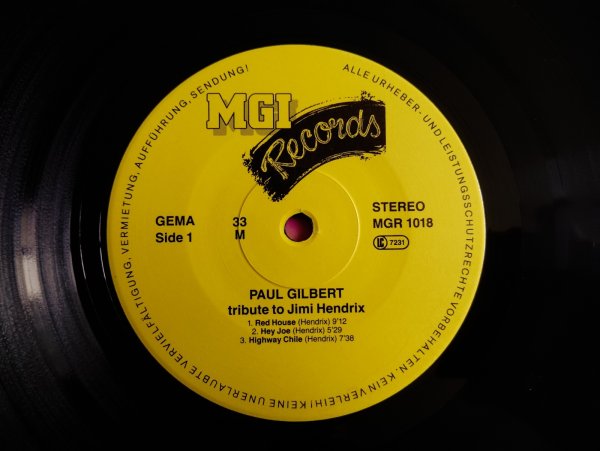 ALLE URHEBER- UND LEISTUNGSSCHUTZRECHTE VORBEHALTEN. KEIN VERLEIH! KEINE UNERLAUBTE VERVIELFÄLTIGUNG, VERMIETUNG, AUFFÜHRUNG, SENDUNG!
MGI
Records
GEMA 33 STEREO
Side 1 M MGR 1018
LC 7231
PAUL GILBERT
tribute to Jimi Hendrix
1. Red House (Hendrix) 9'12
2. Hey Joe (Hendrix) 5'29
3. Highway Chile (Hendrix) 7'38